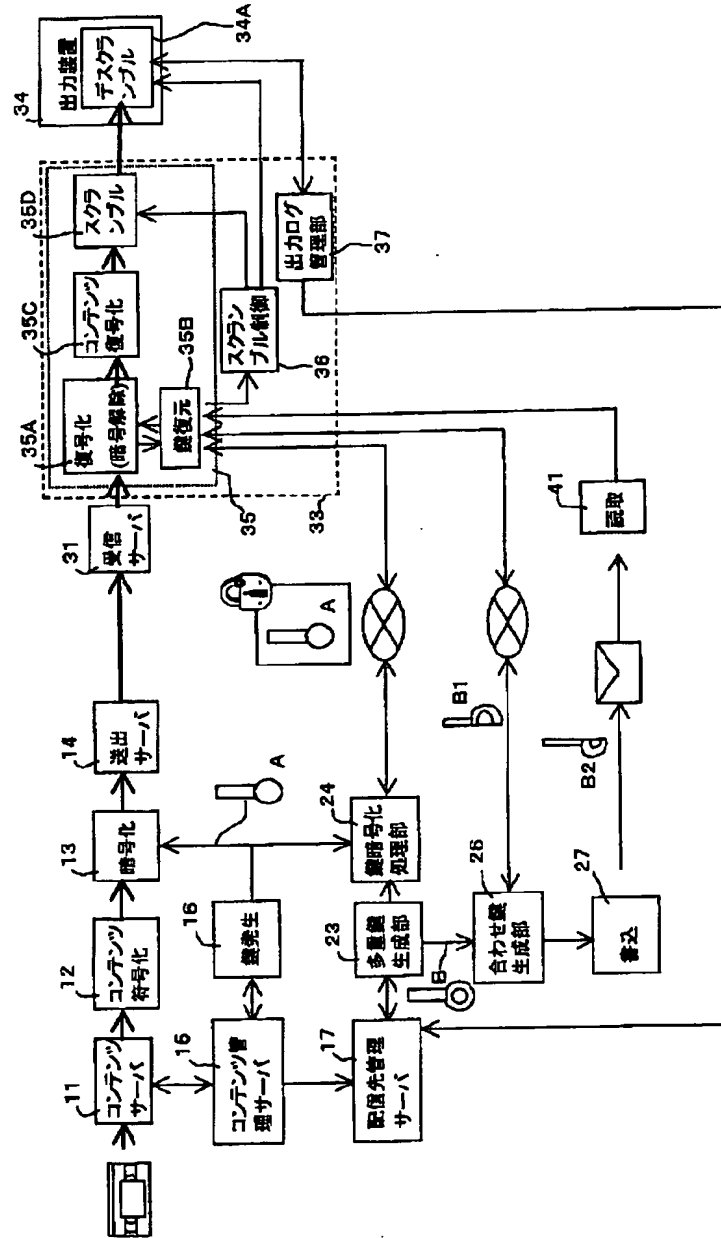 11
コンテンツ
サーバ
12
コンテンツ
符号化
13
暗号化
14
送出
サーバ
31
受信
サーバ
35A
復号化
(暗号解除)
35C
コンテンツ
復号化
35D
スクラ
ンブル
34
出力装置
デスクラ
ンブル
34A
35B
鍵復元
35
33
スクラン
ブル制御
36
出力ログ
管理部
37
15
コンテンツ管
理サーバ
16
鍵発生
A
A
17
配信先管理
サーバ
23
多重鍵
生成部
24
鍵暗号化
処理部
B
26
合わせ鍵
生成部
B1
27
書込
B2
41
読取